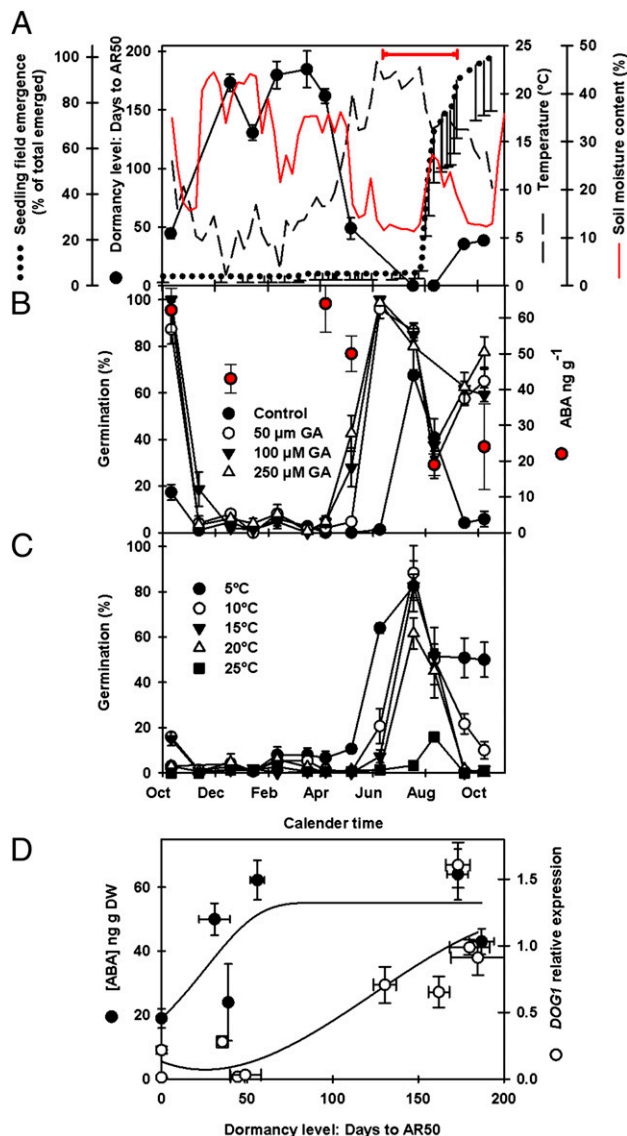 A
Seedling field emergence
(% of total emerged)
100
80
60
40
20
0
Dormancy level: Days to AR50
200
150
100
50
0
25
20
15
10
5
0
Temperature (°C)
50
40
30
20
10
0
Soil moisture content (%)
B
Germination (%)
100
80
60
40
20
0
Control
50 µm GA
100 µM GA
250 µM GA
60
50
40
30
20
10
0
ABA ng g-1
C
Germination (%)
100
80
60
40
20
0
5°C
10°C
15°C
20°C
25°C
Oct Dec Feb Apr Jun Aug Oct
Calender time
D
[ABA] ng g DW
60
40
20
0
1.5
1.0
0.5
0.0
DOG1 relative expression
0 50 100 150 200
Dormancy level: Days to AR50